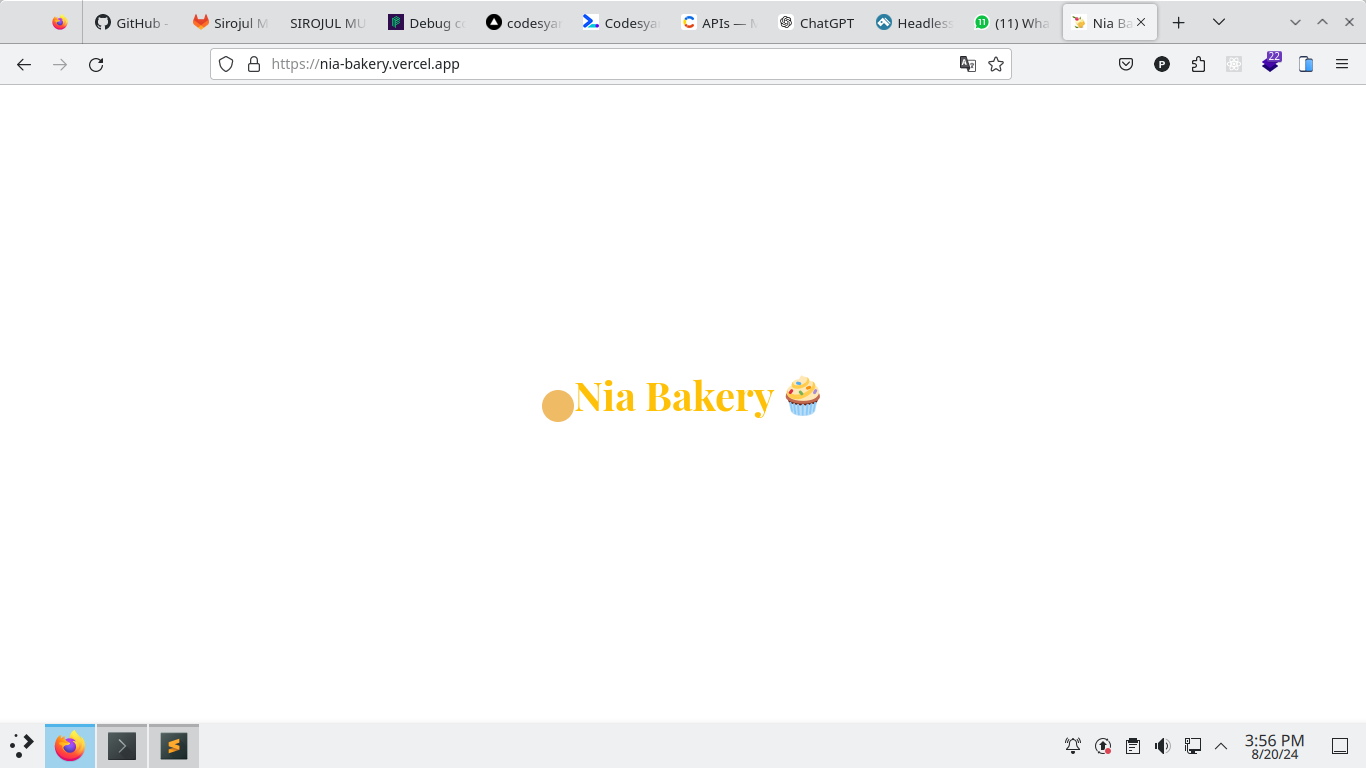 GitHub -
Sirojul M
SIROJUL MU
Debug co
codesyar
Codesya
APIs — M
ChatGPT
Headless
(11) Wha
Nia Ba
https://nia-bakery.vercel.app
22
Nia Bakery 🧁
3:56 PM
8/20/24